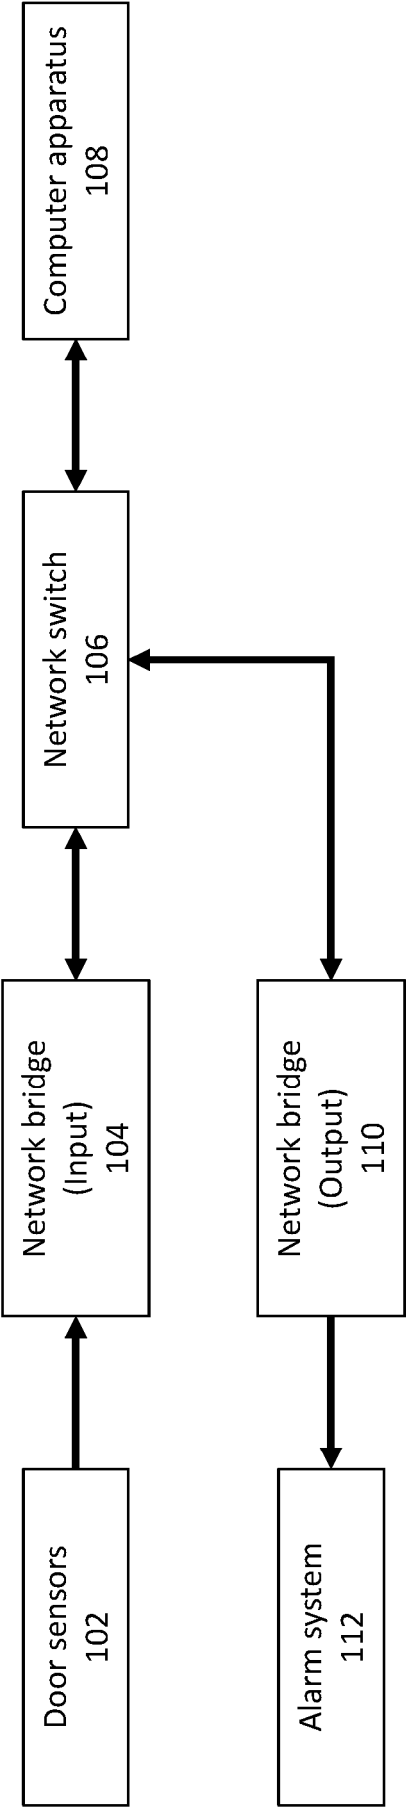 Door sensors
102
Network bridge
(Input)
104
Network switch
106
Computer apparatus
108
Alarm system
112
Network bridge
(Output)
110